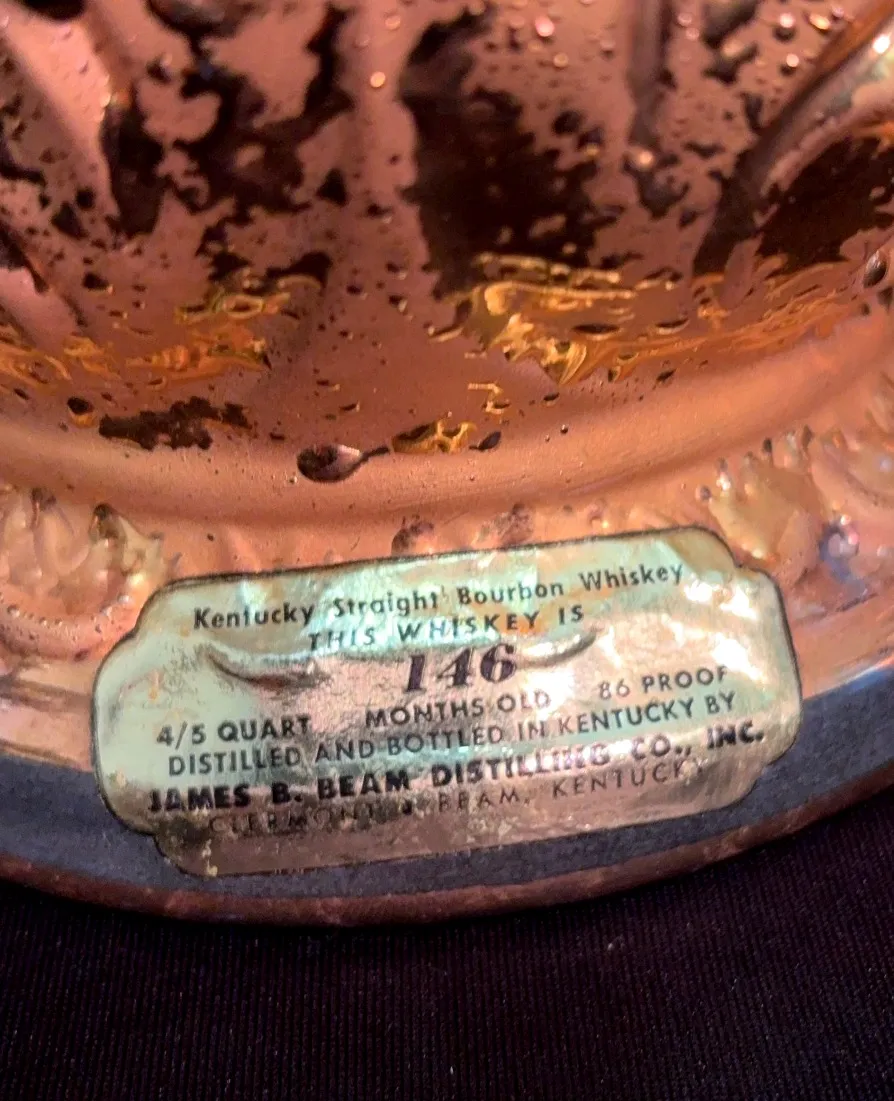 Kentucky Straight Bourbon Whiskey
THIS WHISKEY IS
146
MONTHS OLD
4/5 QUART 86 PROOF
DISTILLED AND BOTTLED IN KENTUCKY BY
JAMES B. BEAM DISTILLING CO., INC.
CLERMONT BEAM, KENTUCKY